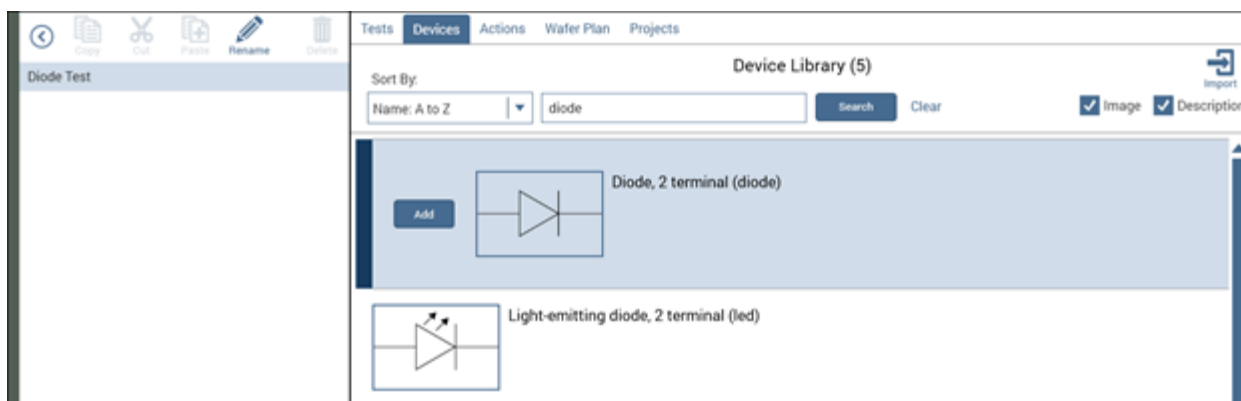 Copy Cut Paste Rename Delete
Diode Test
Tests Devices Actions Wafer Plan Projects
Device Library (5)
Import
Sort By:
Name: A to Z diode Search Clear Image Description
Add Diode, 2 terminal (diode)
Light-emitting diode, 2 terminal (led)